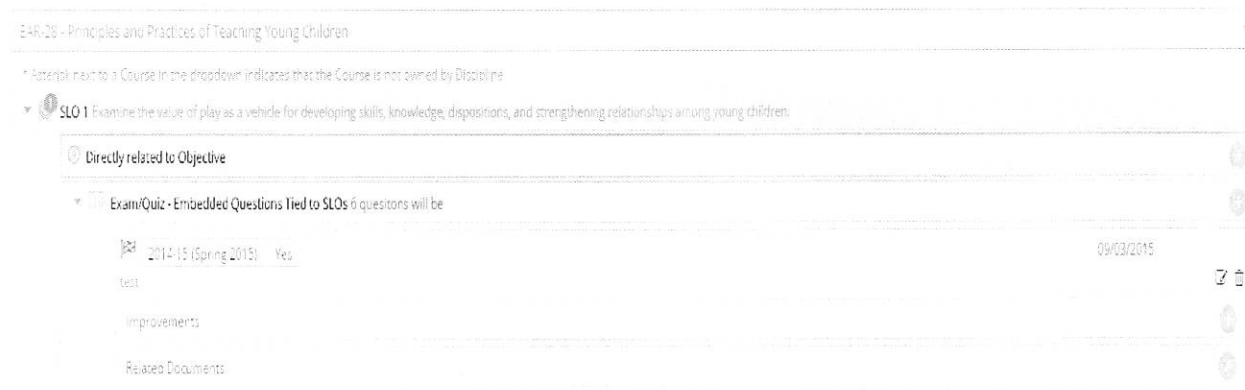 EAR-28 - Principles and Practices of Teaching Young Children
* Asterisk next to a Course in the dropdown indicates that the Course is not owned by Discipline
SLO 1 Examine the value of play as a vehicle for developing skills, knowledge, dispositions, and strengthening relationships among young children.
Directly related to Objective
Exam/Quiz - Embedded Questions Tied to SLOs 6 quesitons will be
2014-15 (Spring 2015) Yes 09/03/2015
test
Improvements
Related Documents